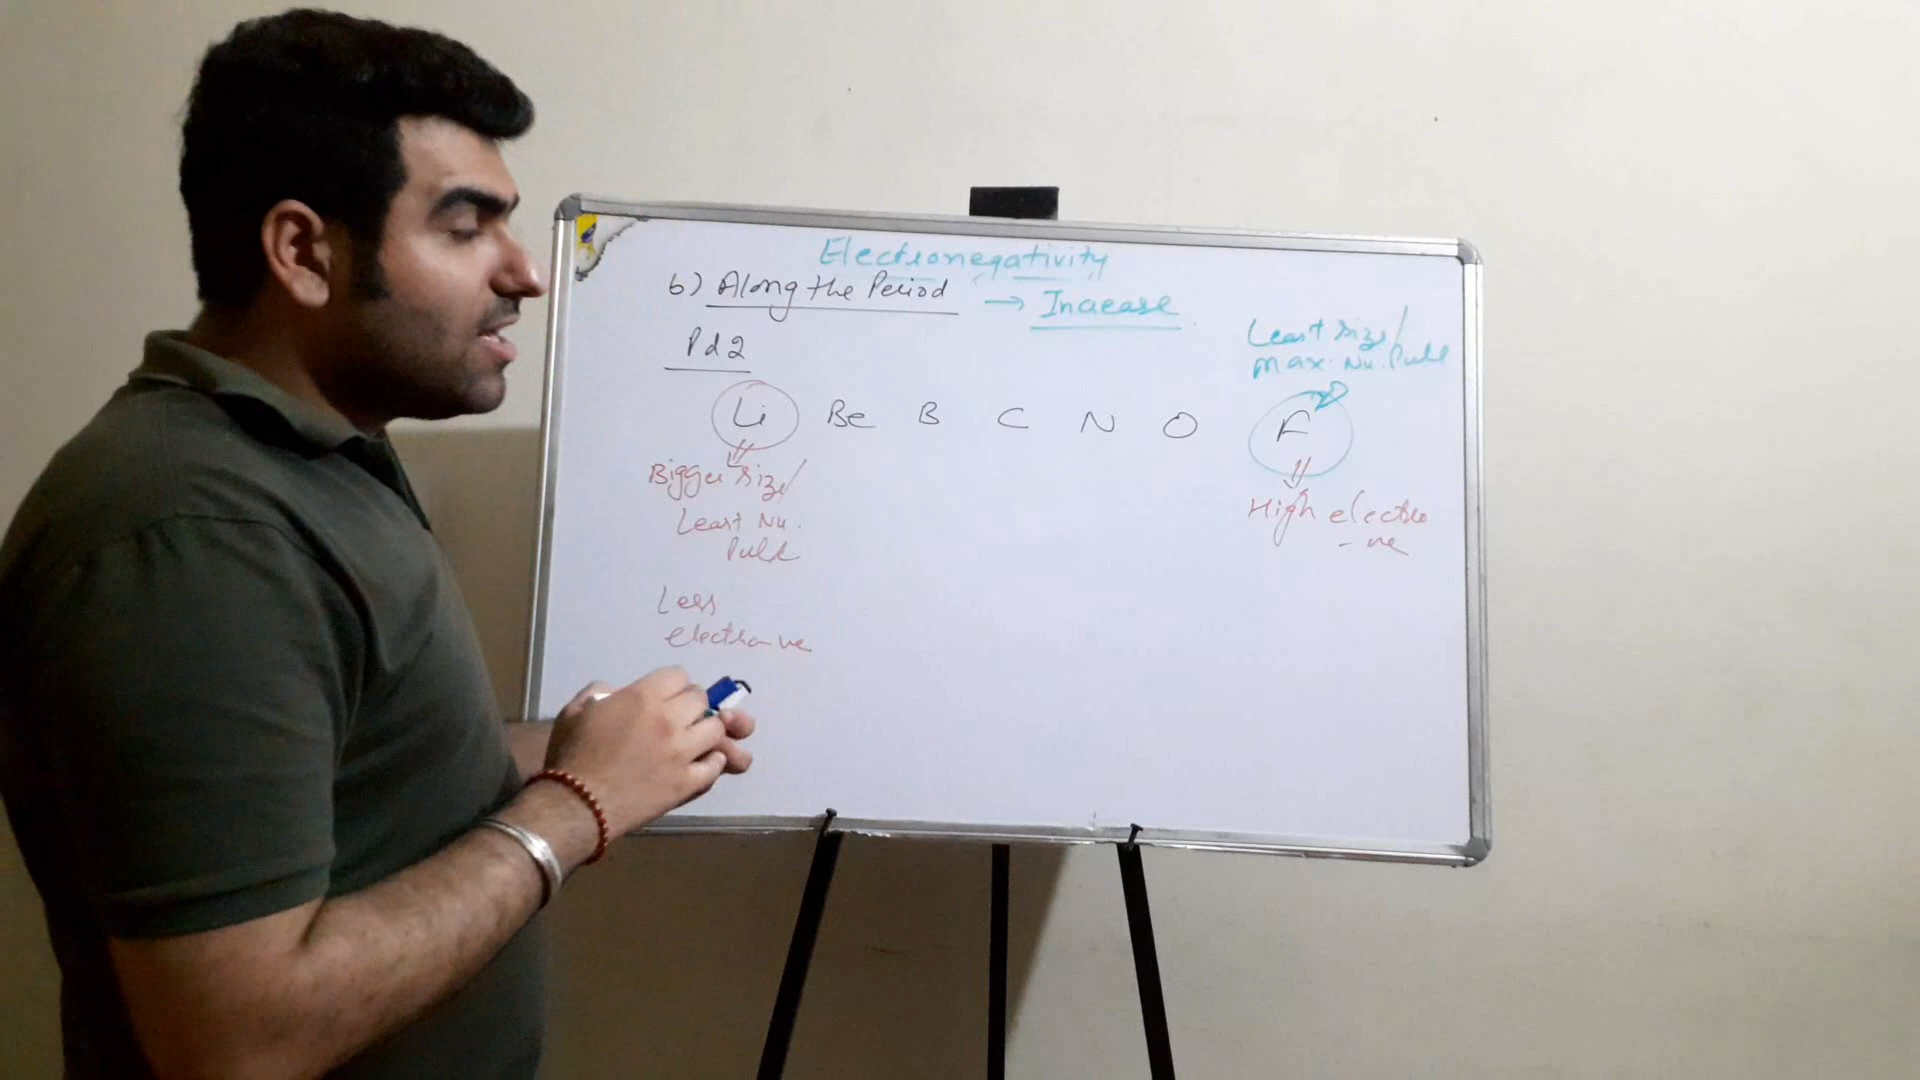 Electronegativity
b) Along the Period → Increase
Pd 2
Least size/
max. Nu. Pull
Li Be B C N O F
Bigger size/
Least Nu.
Pull
High electro
-ve
Less
electro-ve